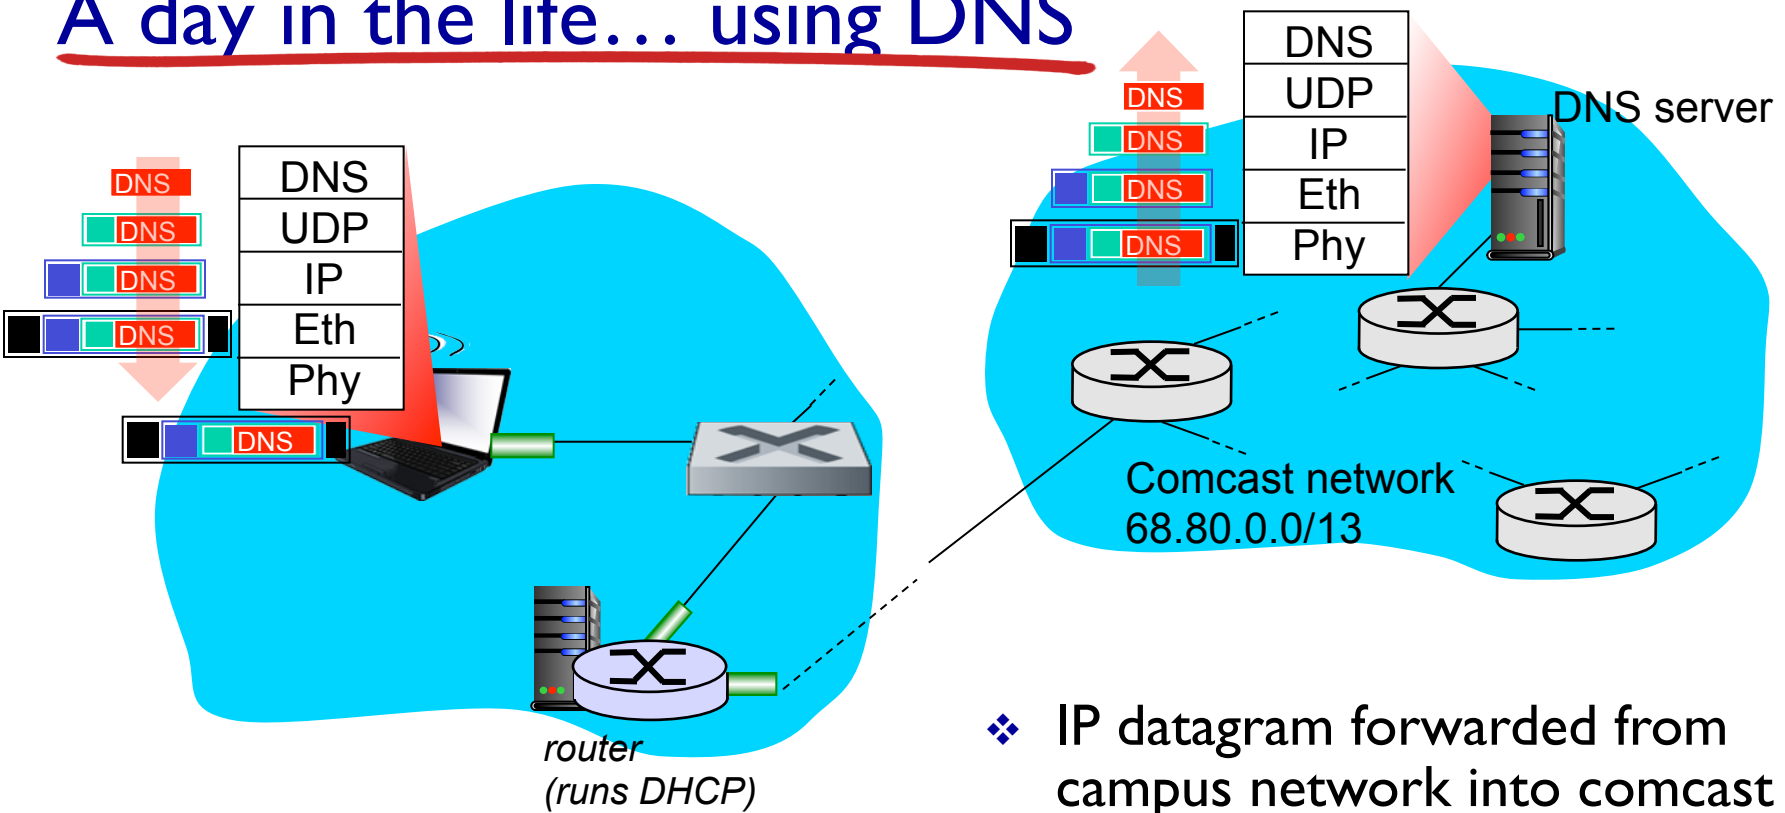 A day in the life… using DNS
DNS
UDP
IP
Eth
Phy
DNS
DNS
DNS
DNS
DNS server
DNS
UDP
IP
Eth
Phy
DNS
DNS
DNS
DNS
DNS
Comcast network
68.80.0.0/13
router
(runs DHCP)
❖ IP datagram forwarded from
campus network into comcast